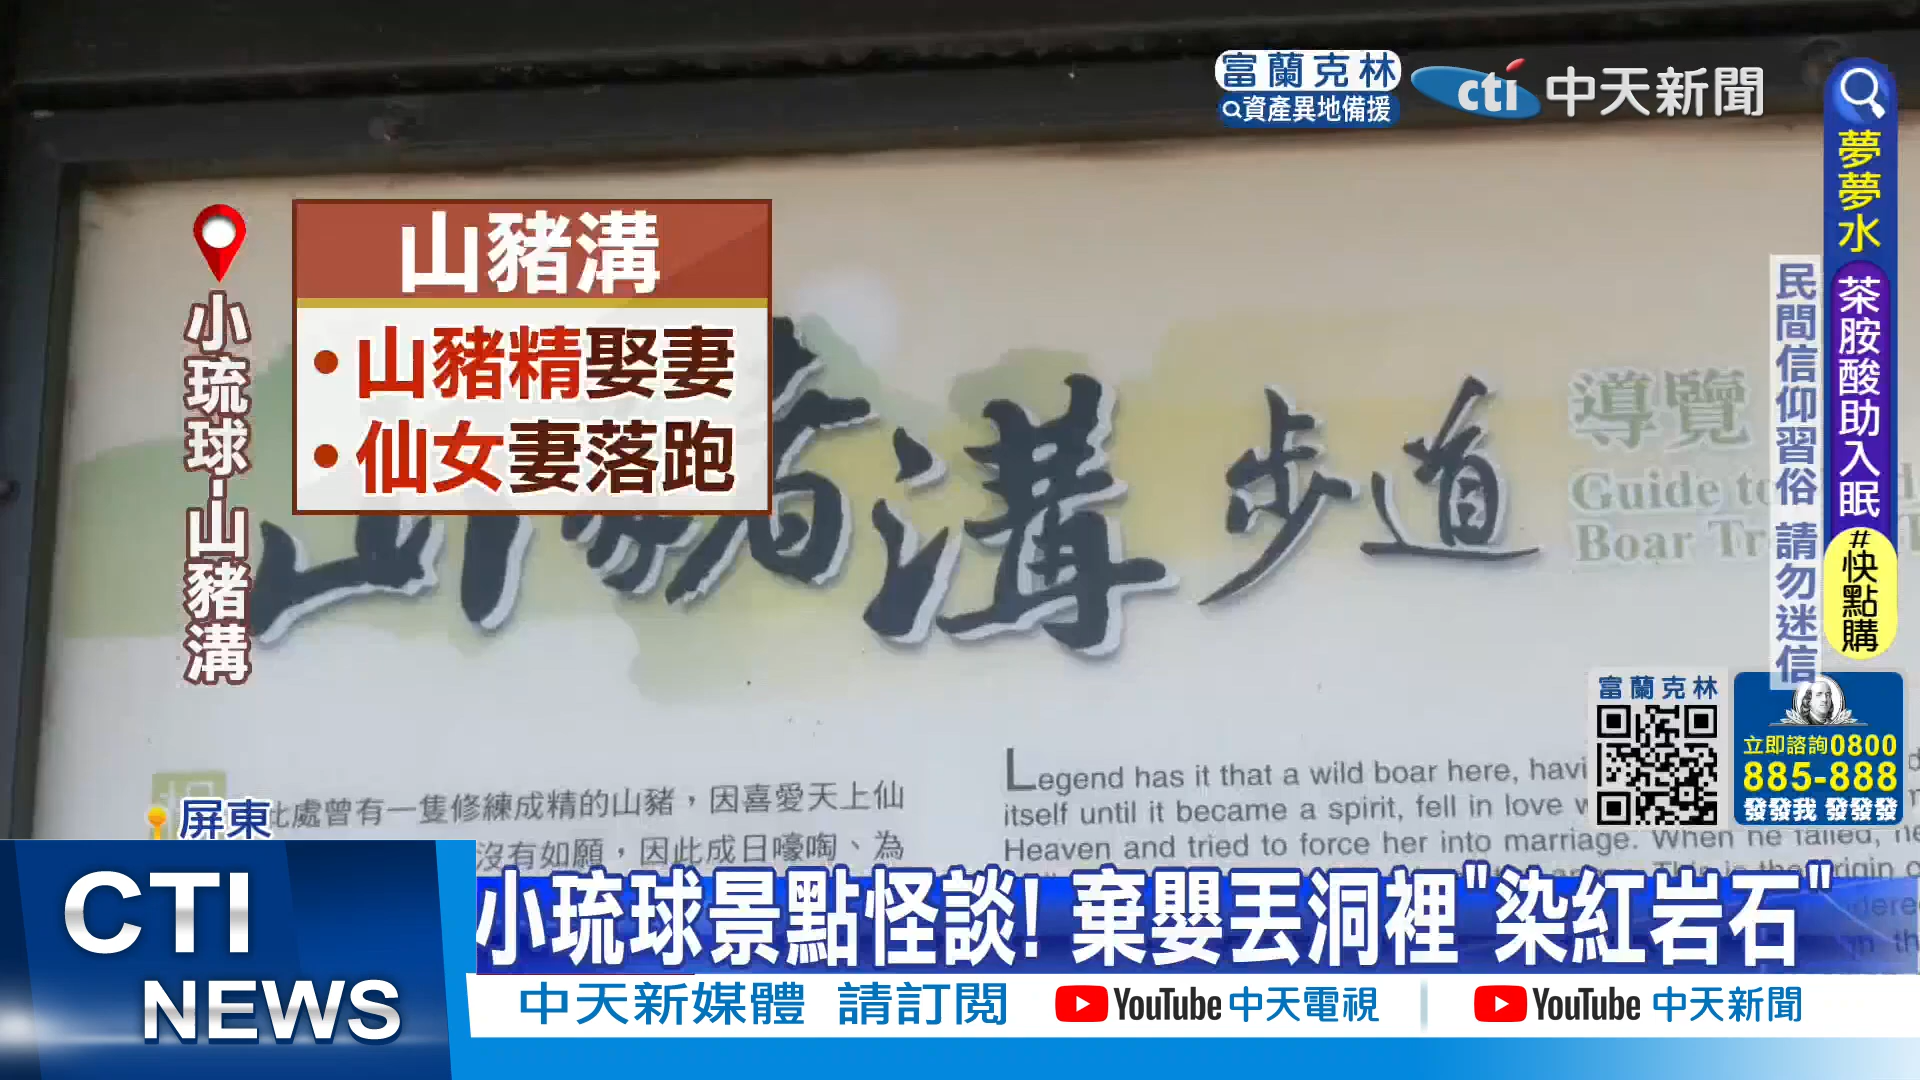 富蘭克林
資產異地備援
cti 中天新聞
夢夢水
茶胺酸助入眠
#快點購
民間信仰習俗 請勿迷信
小琉球-山豬溝
山豬溝
•山豬精娶妻
•仙女妻落跑
山豬溝步道
導覽
Guide to
Boar Tr
此處曾有一隻修練成精的山豬，因喜愛天上仙
沒有如願，因此成日嚎啕、為
Legend has it that a wild boar here, havi
itself until it became a spirit, fell in love w
Heaven and tried to force her into marriage. When he failed, he
富蘭克林
立即諮詢0800
885-888
發發我 發發發
屏東
CTI
NEWS
小琉球景點怪談! 棄嬰丟洞裡"染紅岩石"
中天新媒體 請訂閱 YouTube 中天電視 | YouTube 中天新聞